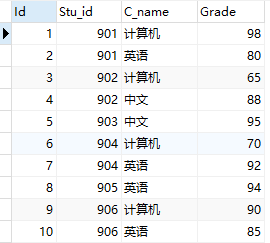 Id Stu_id C_name Grade
1 901 计算机 98
2 901 英语 80
3 902 计算机 65
4 902 中文 88
5 903 中文 95
6 904 计算机 70
7 904 英语 92
8 905 英语 94
9 906 计算机 90
10 906 英语 85